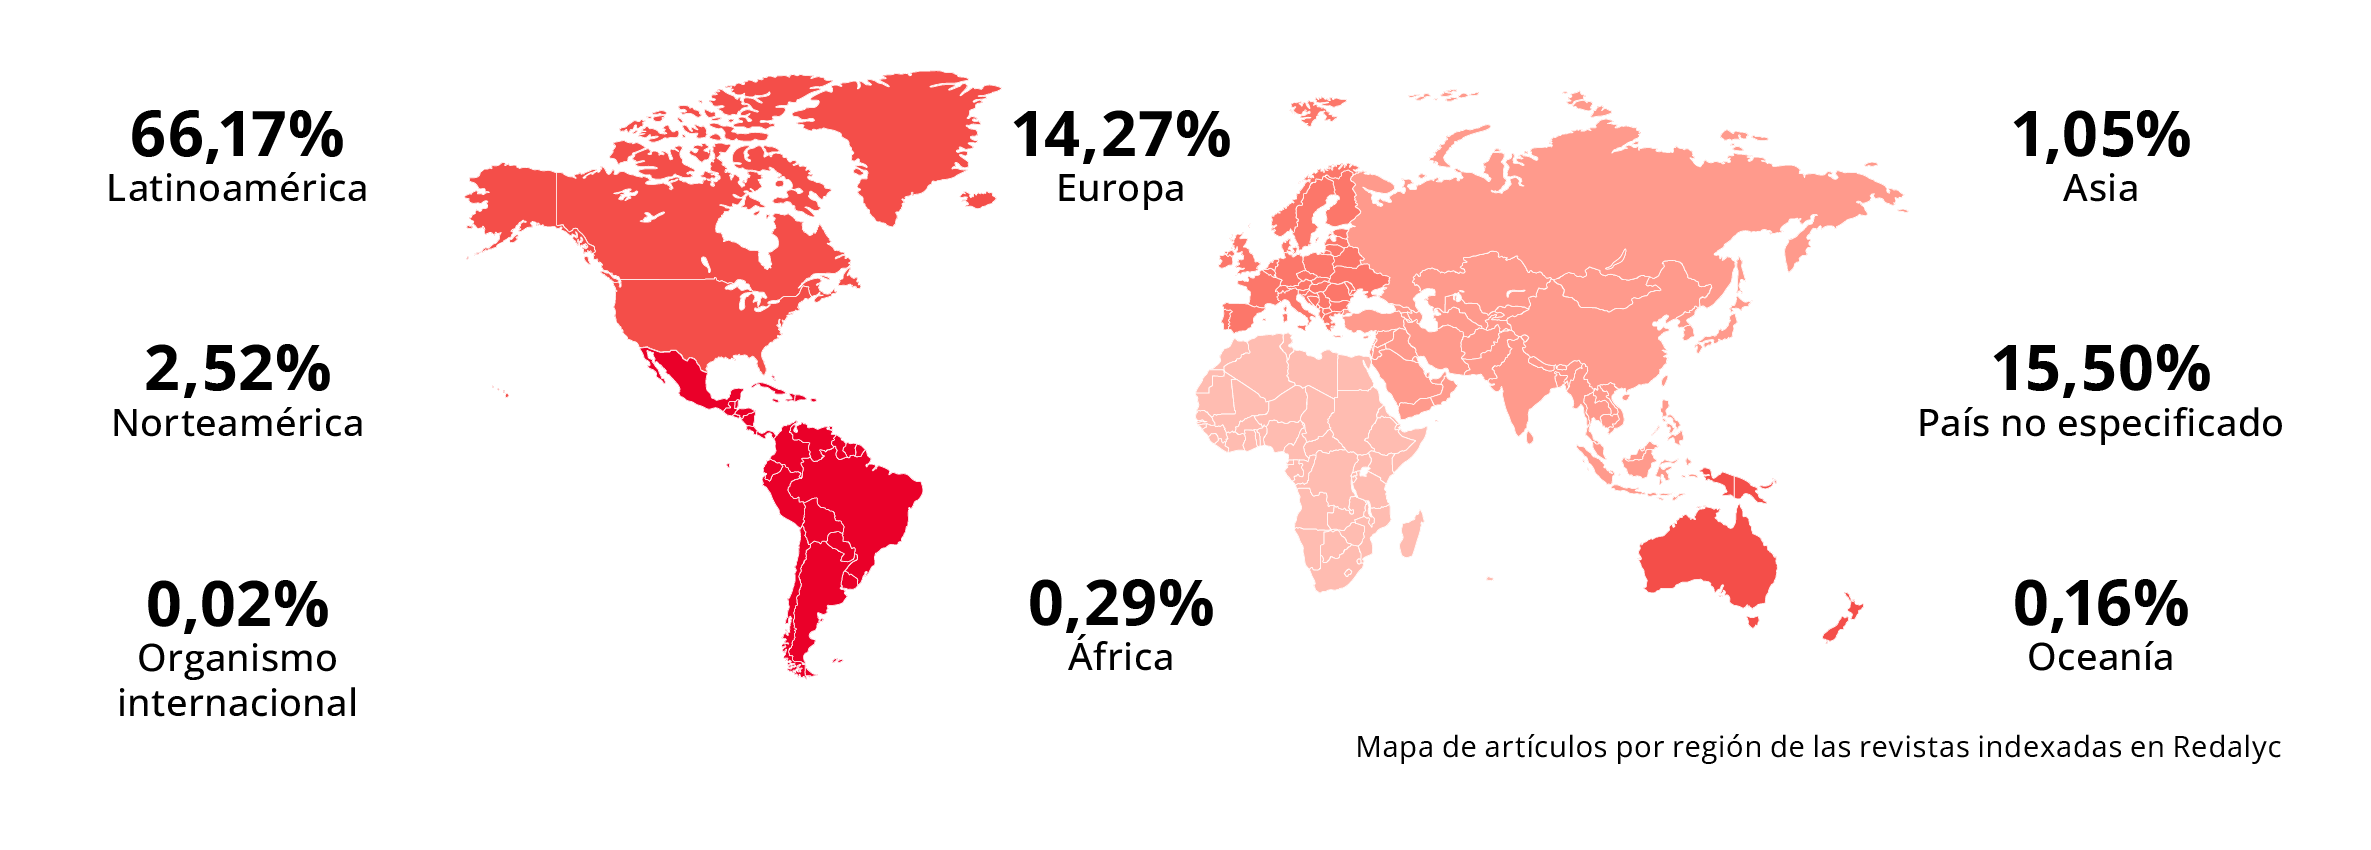 66,17%
Latinoamérica
2,52%
Norteamérica
0,02%
Organismo
internacional
14,27%
Europa
0,29%
África
1,05%
Asia
15,50%
País no especificado
0,16%
Oceanía
Mapa de artículos por región de las revistas indexadas en Redalyc